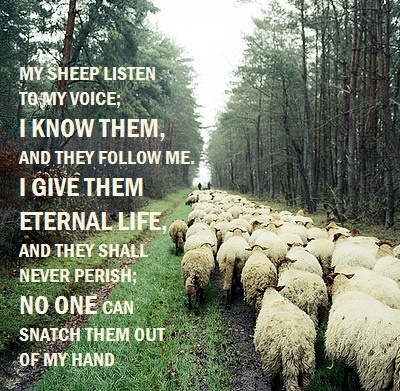 MY SHEEP LISTEN
TO MY VOICE;
I KNOW THEM,
AND THEY FOLLOW ME.
I GIVE THEM
ETERNAL LIFE,
AND THEY SHALL
NEVER PERISH;
NO ONE CAN
SNATCH THEM OUT
OF MY HAND